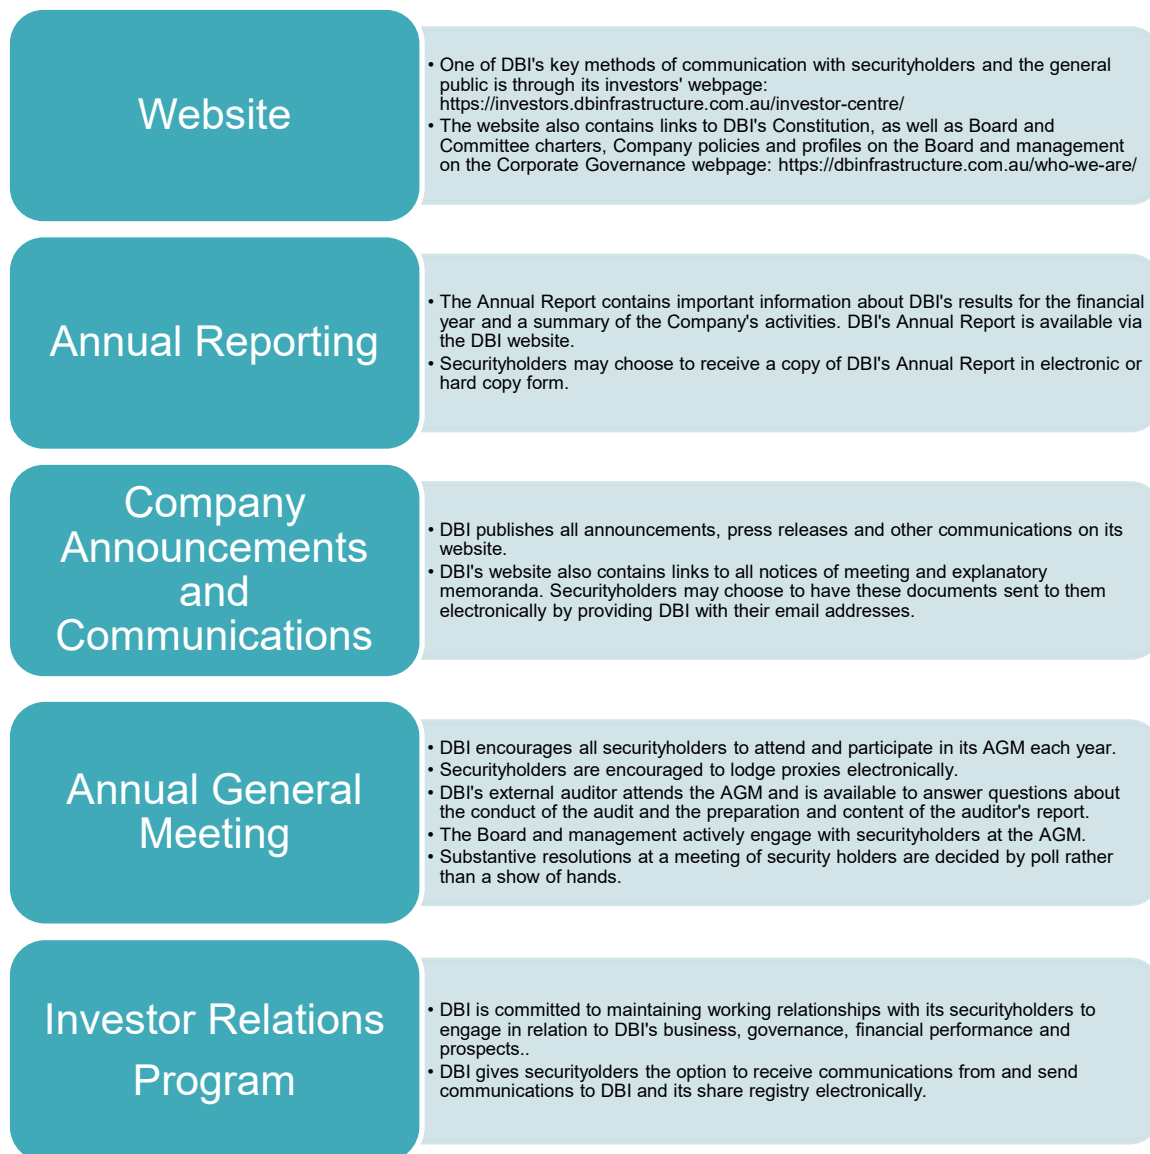 Website
• One of DBI's key methods of communication with securityholders and the general
public is through its investors' webpage:
https://investors.dbinfrastructure.com.au/investor-centre/
• The website also contains links to DBI's Constitution, as well as Board and
Committee charters, Company policies and profiles on the Board and management
on the Corporate Governance webpage: https://dbinfrastructure.com.au/who-we-are/
Annual Reporting
• The Annual Report contains important information about DBI's results for the financial
year and a summary of the Company's activities. DBI's Annual Report is available via
the DBI website.
• Securityholders may choose to receive a copy of DBI's Annual Report in electronic or
hard copy form.
Company
Announcements
and
Communications
• DBI publishes all announcements, press releases and other communications on its
website.
• DBI's website also contains links to all notices of meeting and explanatory
memoranda. Securityholders may choose to have these documents sent to them
electronically by providing DBI with their email addresses.
Annual General
Meeting
• DBI encourages all securityholders to attend and participate in its AGM each year.
• Securityholders are encouraged to lodge proxies electronically.
• DBI's external auditor attends the AGM and is available to answer questions about
the conduct of the audit and the preparation and content of the auditor's report.
• The Board and management actively engage with securityholders at the AGM.
• Substantive resolutions at a meeting of security holders are decided by poll rather
than a show of hands.
Investor Relations
Program
• DBI is committed to maintaining working relationships with its securityholders to
engage in relation to DBI's business, governance, financial performance and
prospects..
• DBI gives securityolders the option to receive communications from and send
communications to DBI and its share registry electronically.